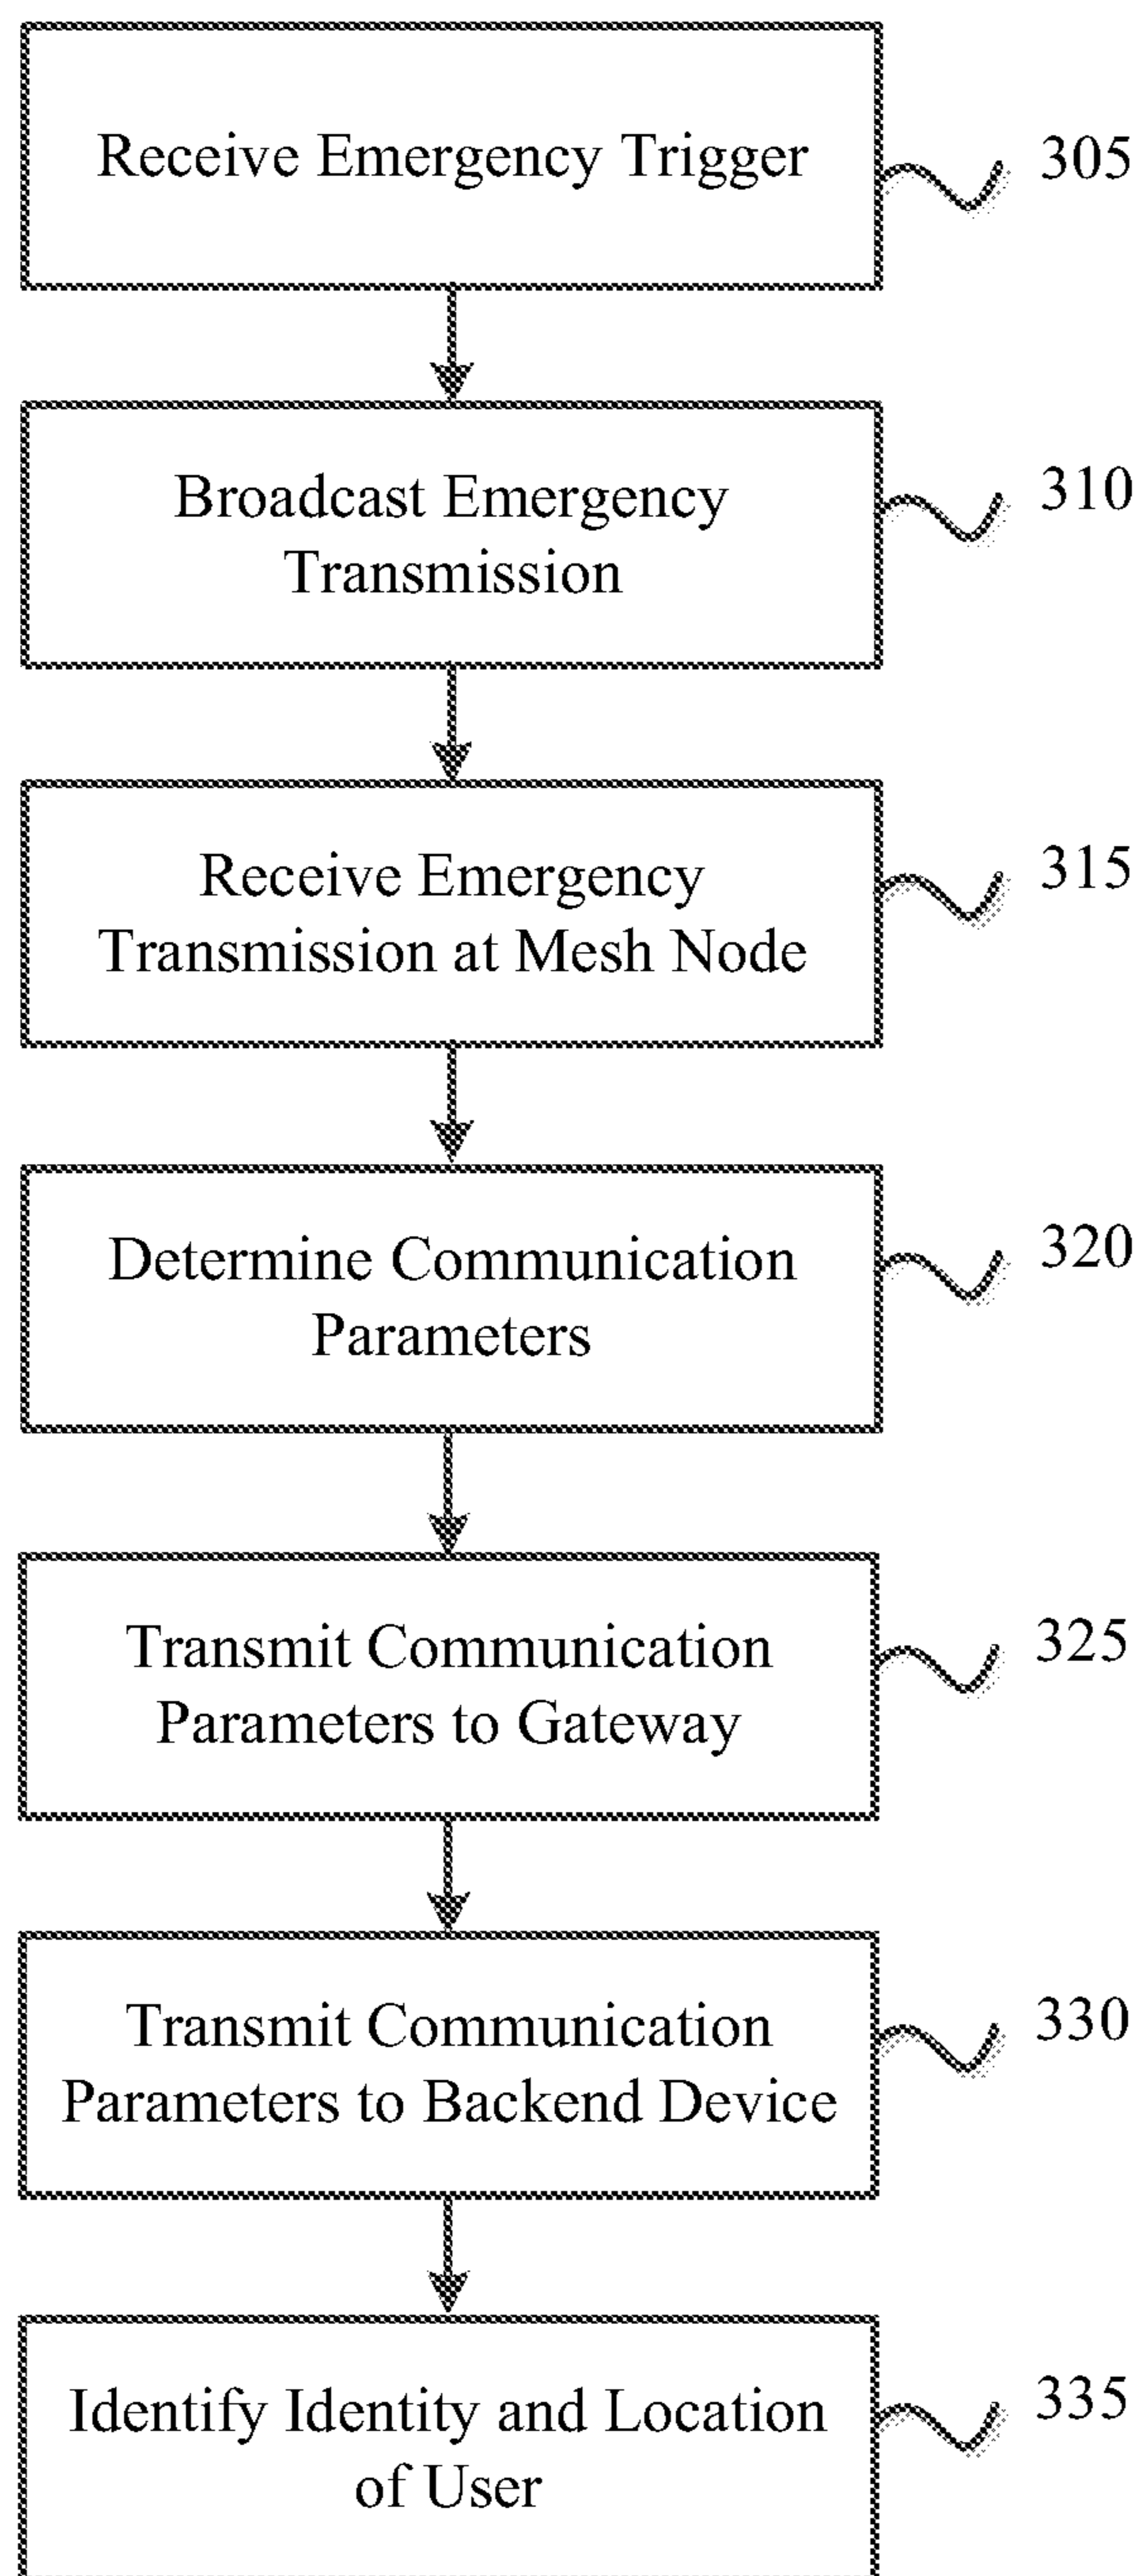 Receive Emergency Trigger
305
Broadcast Emergency
Transmission
310
Receive Emergency
Transmission at Mesh Node
315
Determine Communication
Parameters
320
Transmit Communication
Parameters to Gateway
325
Transmit Communication
Parameters to Backend Device
330
Identify Identity and Location
of User
335